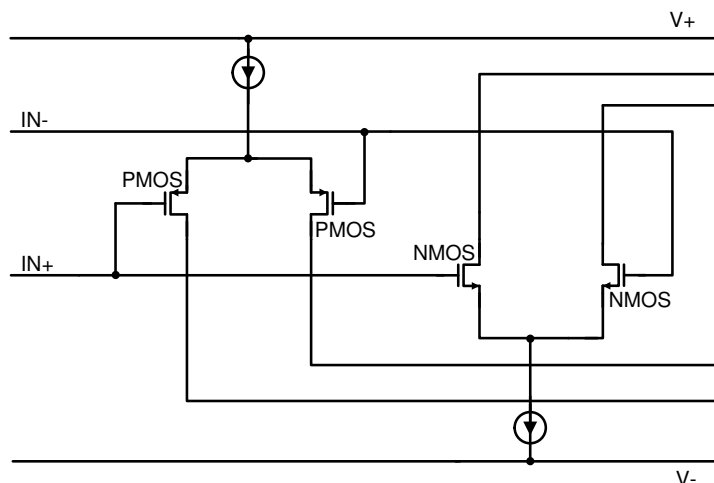 V+
IN-
PMOS
PMOS
NMOS
IN+
NMOS
V-